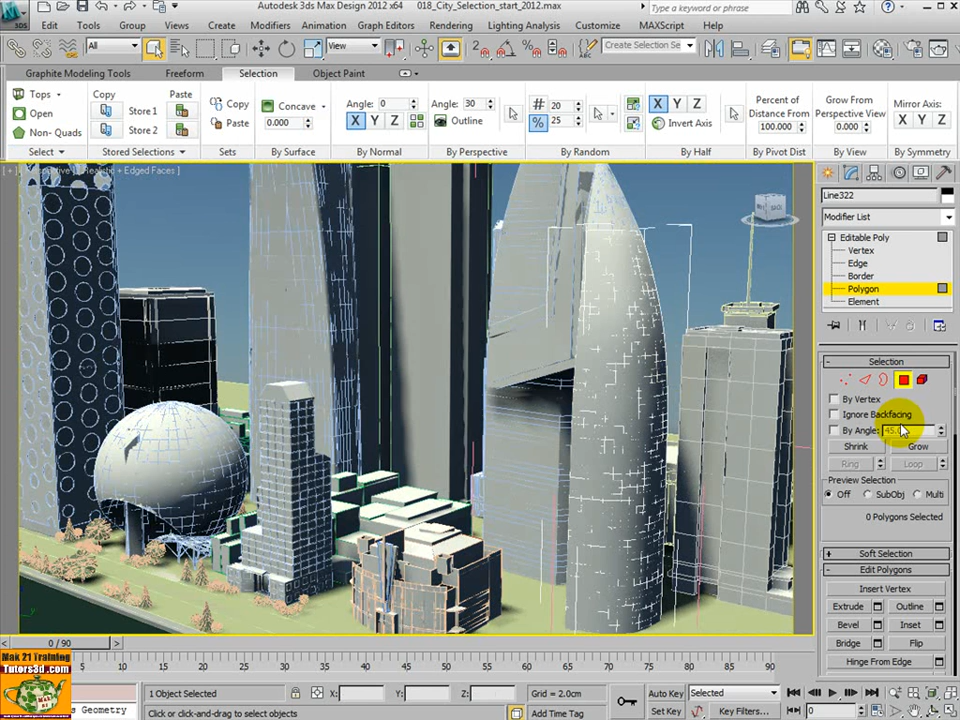 Autodesk 3ds Max Design 2012 x64 018_City_Selection_start_2012.max
Type a keyword or phrase
3DS
Edit Tools Group Views Create Modifiers Animation Graph Editors Rendering Lighting Analysis Customize MAXScript Help
All View Create Selection Se
Graphite Modeling Tools Freeform Selection Object Paint
Tops Copy Paste Copy Concave Angle: 0 Angle: 30 20 X Y Z Percent of Grow From Mirror Axis:
Open Store 1 Distance Perspective View
Non- Quads Store 2 Paste 0.000 X Y Z Outline 25 Invert Axis 100.000 0.000 X Y Z
Select Stored Selections Sets By Surface By Normal By Perspective By Random By Half By Pivot Dist By View By Symmetry
Realistic + Edged Faces ]
Line322
Modifier List
Editable Poly
Vertex
Edge
Border
Polygon
Element
Selection
By Vertex
Ignore Backfacing
By Angle:
Shrink Grow
Ring Loop
Preview Selection
Off SubObj Multi
0 Polygons Selected
Soft Selection
Edit Polygons
Insert Vertex
Extrude Outline
Bevel Inset
Bridge Flip
Hinge From Edge
0 / 90
Mak 21 Training
Tutors3d.com
5 10 15 20 25 30 35 40 45 50 55 60 65 70 75 80 85 90
1 Object Selected X: Y: Z: Grid = 2.0cm Auto Key Selected
s Geometry Click or click-and-drag to select objects Add Time Tag Set Key Key Filters... 0